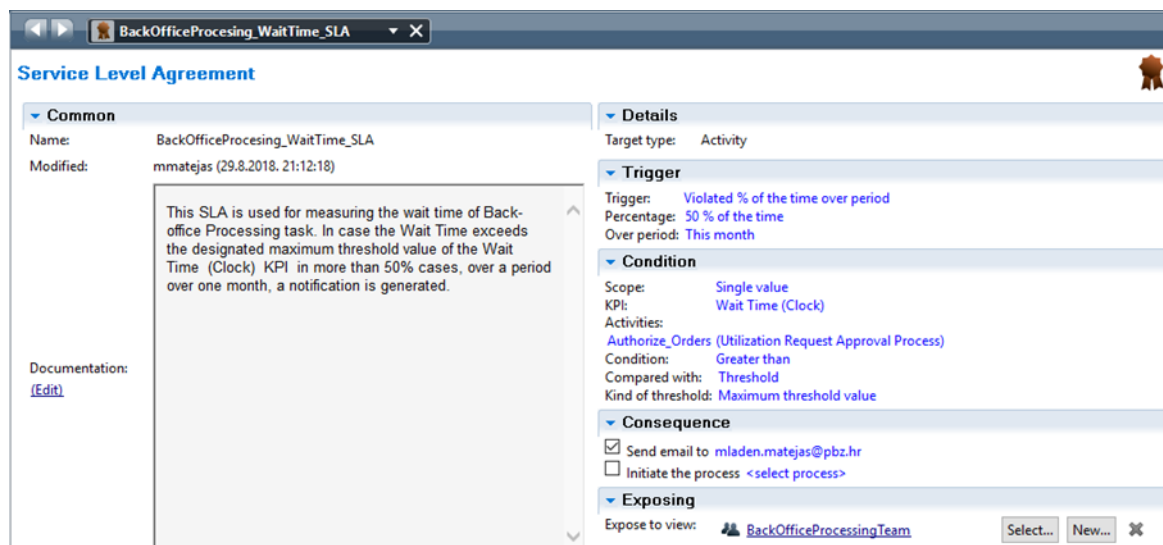 BackOfficeProcesing_WaitTime_SLA
Service Level Agreement
Common
Name: BackOfficeProcesing_WaitTime_SLA
Modified: mmatejas (29.8.2018. 21:12:18)
This SLA is used for measuring the wait time of Back-
office Processing task. In case the Wait Time exceeds
the designated maximum threshold value of the Wait
Time (Clock) KPI in more than 50% cases, over a period
over one month, a notification is generated.
Documentation:
(Edit)
Details
Target type: Activity
Trigger
Trigger: Violated % of the time over period
Percentage: 50 % of the time
Over period: This month
Condition
Scope: Single value
KPI: Wait Time (Clock)
Activities:
Authorize_Orders (Utilization Request Approval Process)
Condition: Greater than
Compared with: Threshold
Kind of threshold: Maximum threshold value
Consequence
Send email to mladen.matejas@pbz.hr
Initiate the process <select process>
Exposing
Expose to view: BackOfficeProcessingTeam Select... New...